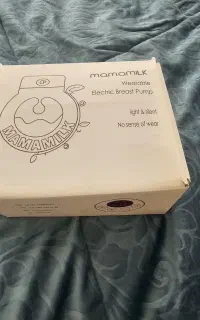 mamamilk
Wearable
Electric Breast Pump
light & silent
No sense of wear
MAMAMILK